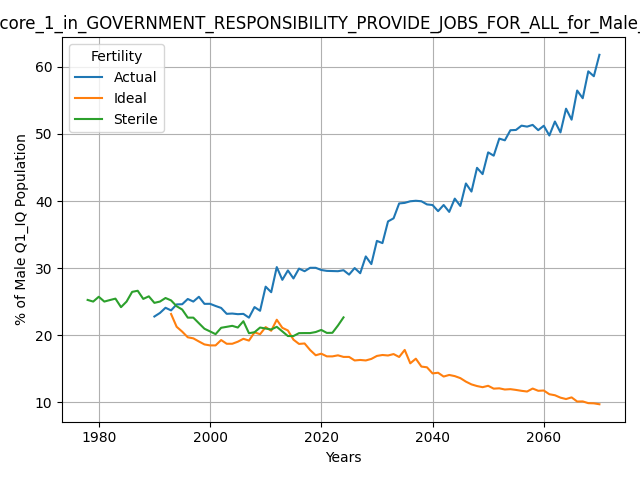 core_1_in_GOVERNMENT_RESPONSIBILITY_PROVIDE_JOBS_FOR_ALL_for_Male_
Fertility
Actual
Ideal
Sterile
% of Male Q1_IQ Population
60
50
40
30
20
10
1980 2000 2020 2040 2060
Years